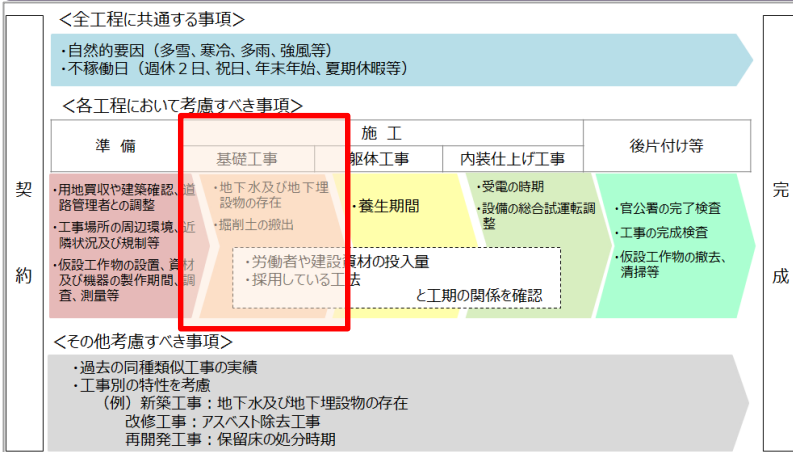 <全工程に共通する事項>
・自然的要因（多雪、寒冷、多雨、強風等）
・不稼働日（週休２日、祝日、年末年始、夏期休暇等）
<各工程において考慮すべき事項>
準 備
施 工
後片付け等
基礎工事
躯体工事
内装仕上げ工事
契
約
・用地買収や建築確認、道
路管理者との調整
・工事場所の周辺環境、近
隣状況及び規制等
・仮設工作物の設置、資材
及び機器の製作期間、調
査、測量等
・地下水及び地下埋
設物の存在
・掘削土の搬出
・養生期間
・受電の時期
・設備の総合試運転調
整
・労働者や建設資材の投入量
・採用している工法
と工期の関係を確認
・官公署の完了検査
・工事の完成検査
・仮設工作物の撤去、
清掃等
完
成
<その他考慮すべき事項>
・過去の同種類似工事の実績
・工事別の特性を考慮
（例）新築工事：地下水及び地下埋設物の存在
改修工事：アスベスト除去工事
再開発工事：保留床の処分時期